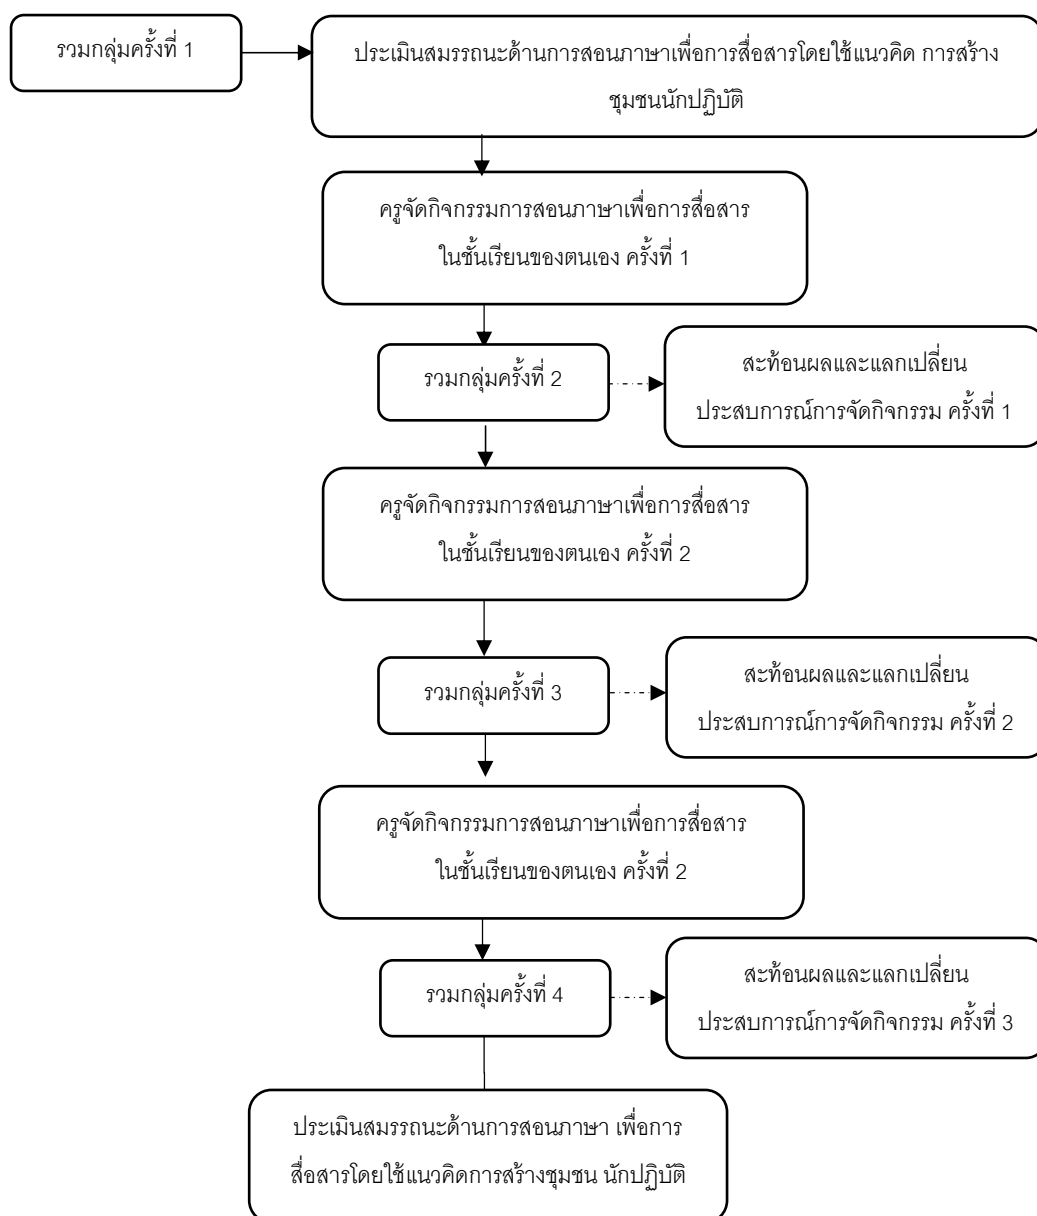 รวมกลุ่มครั้งที่ 1
ประเมินสมรรถนะด้านการสอนภาษาเพื่อการสื่อสารโดยใช้แนวคิด การสร้าง
ชุมชนนักปฏิบัติ
ครูจัดกิจกรรมการสอนภาษาเพื่อการสื่อสาร
ในชั้นเรียนของตนเอง ครั้งที่ 1
รวมกลุ่มครั้งที่ 2
สะท้อนผลและแลกเปลี่ยน
ประสบการณ์การจัดกิจกรรม ครั้งที่ 1
ครูจัดกิจกรรมการสอนภาษาเพื่อการสื่อสาร
ในชั้นเรียนของตนเอง ครั้งที่ 2
รวมกลุ่มครั้งที่ 3
สะท้อนผลและแลกเปลี่ยน
ประสบการณ์การจัดกิจกรรม ครั้งที่ 2
ครูจัดกิจกรรมการสอนภาษาเพื่อการสื่อสาร
ในชั้นเรียนของตนเอง ครั้งที่ 2
รวมกลุ่มครั้งที่ 4
สะท้อนผลและแลกเปลี่ยน
ประสบการณ์การจัดกิจกรรม ครั้งที่ 3
ประเมินสมรรถนะด้านการสอนภาษา เพื่อการ
สื่อสารโดยใช้แนวคิดการสร้างชุมชน นักปฏิบัติ